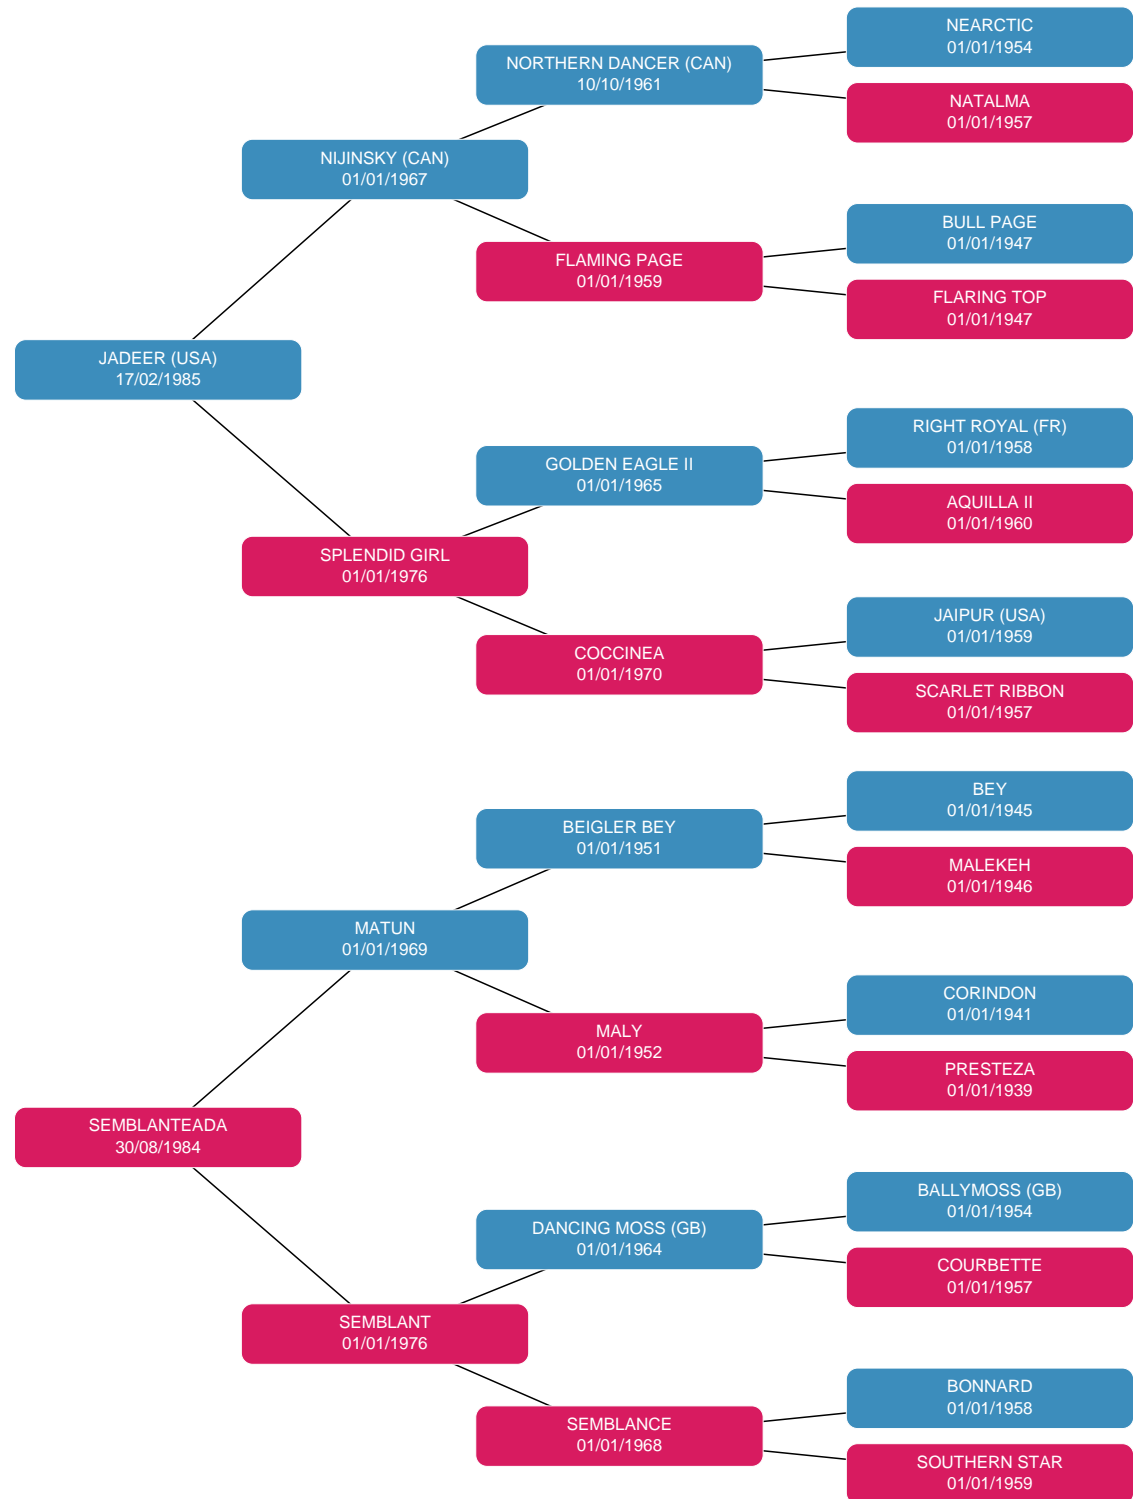 NEARCTIC
01/01/1954
NORTHERN DANCER (CAN)
10/10/1961
NATALMA
01/01/1957
NIJINSKY (CAN)
01/01/1967
BULL PAGE
01/01/1947
FLAMING PAGE
01/01/1959
FLARING TOP
01/01/1947
JADEER (USA)
17/02/1985
RIGHT ROYAL (FR)
01/01/1958
GOLDEN EAGLE II
01/01/1965
AQUILLA II
01/01/1960
SPLENDID GIRL
01/01/1976
JAIPUR (USA)
01/01/1959
COCCINEA
01/01/1970
SCARLET RIBBON
01/01/1957
BEY
01/01/1945
BEIGLER BEY
01/01/1951
MALEKEH
01/01/1946
MATUN
01/01/1969
CORINDON
01/01/1941
MALY
01/01/1952
PRESTEZA
01/01/1939
SEMBLANTEADA
30/08/1984
BALLYMOSS (GB)
01/01/1954
DANCING MOSS (GB)
01/01/1964
COURBETTE
01/01/1957
SEMBLANT
01/01/1976
BONNARD
01/01/1958
SEMBLANCE
01/01/1968
SOUTHERN STAR
01/01/1959